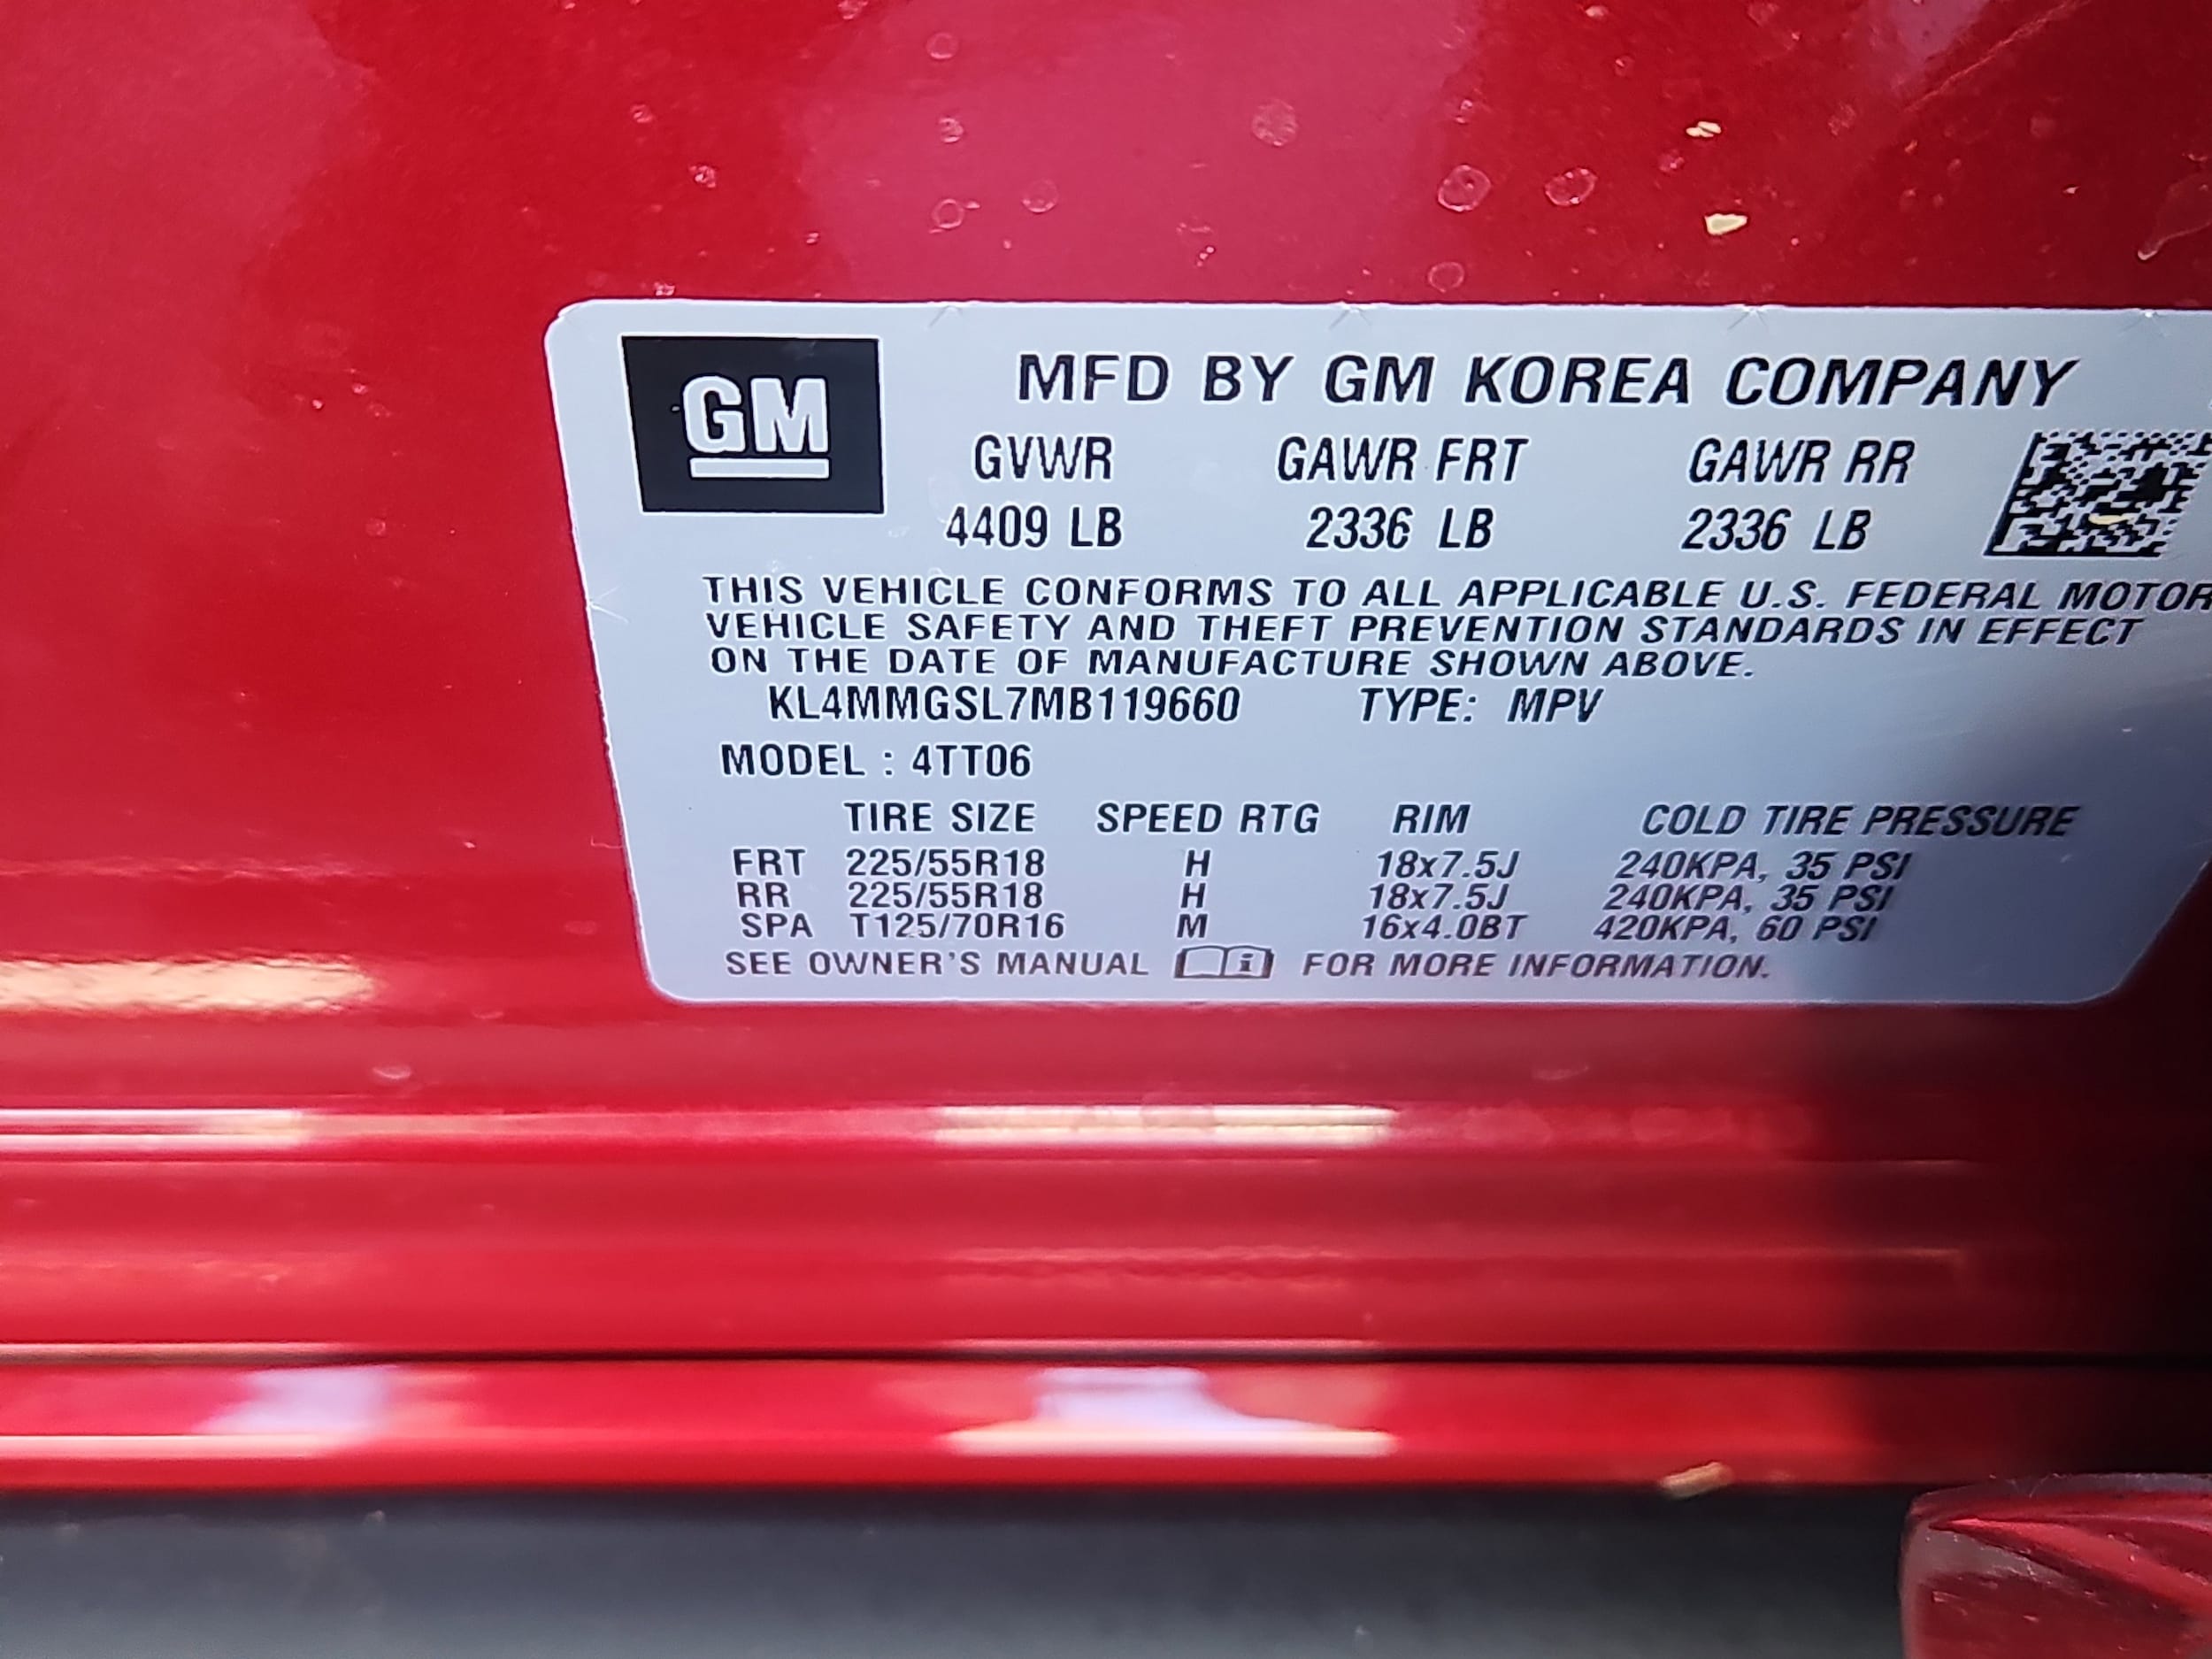 GM
MFD BY GM KOREA COMPANY
GVWR GAWR FRT GAWR RR
4409 LB 2336 LB 2336 LB
THIS VEHICLE CONFORMS TO ALL APPLICABLE U.S. FEDERAL MOTOR
VEHICLE SAFETY AND THEFT PREVENTION STANDARDS IN EFFECT
ON THE DATE OF MANUFACTURE SHOWN ABOVE.
KL4MMGSL7MB119660 TYPE: MPV
MODEL : 4TT06
TIRE SIZE SPEED RTG RIM COLD TIRE PRESSURE
FRT 225/55R18 H 18x7.5J 240KPA, 35 PSI
RR 225/55R18 H 18x7.5J 240KPA, 35 PSI
SPA T125/70R16 M 16x4.0BT 420KPA, 60 PSI
SEE OWNER'S MANUAL FOR MORE INFORMATION.